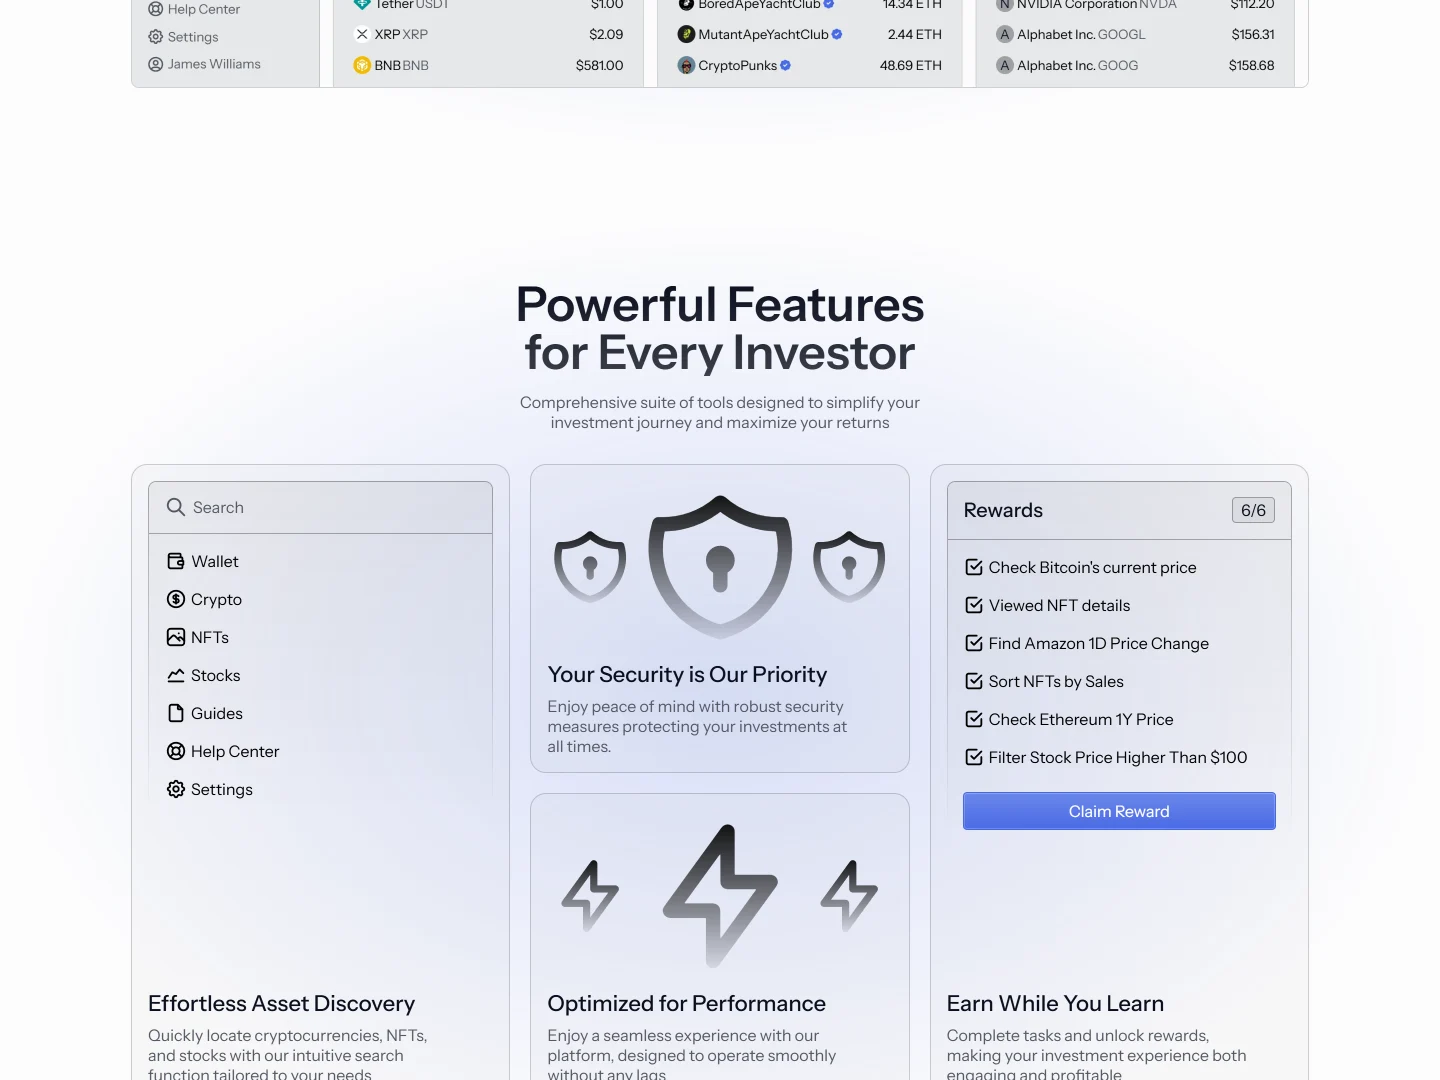 Help Center
Settings
James Williams
Tether USDT $1.00
XRP XRP $2.09
BNB BNB $581.00
BoredApeYachtClub 14.34 ETH
MutantApeYachtClub 2.44 ETH
CryptoPunks 48.69 ETH
N NVIDIA Corporation NVDA $112.20
A Alphabet Inc. GOOGL $156.31
A Alphabet Inc. GOOG $158.68
Powerful Features
for Every Investor
Comprehensive suite of tools designed to simplify your
investment journey and maximize your returns
Search
Wallet
Crypto
NFTs
Stocks
Guides
Help Center
Settings
Effortless Asset Discovery
Quickly locate cryptocurrencies, NFTs,
and stocks with our intuitive search
function tailored to your needs
Your Security is Our Priority
Enjoy peace of mind with robust security
measures protecting your investments at
all times.
Optimized for Performance
Enjoy a seamless experience with our
platform, designed to operate smoothly
without any lags
Rewards 6/6
Check Bitcoin's current price
Viewed NFT details
Find Amazon 1D Price Change
Sort NFTs by Sales
Check Ethereum 1Y Price
Filter Stock Price Higher Than $100
Claim Reward
Earn While You Learn
Complete tasks and unlock rewards,
making your investment experience both
engaging and profitable